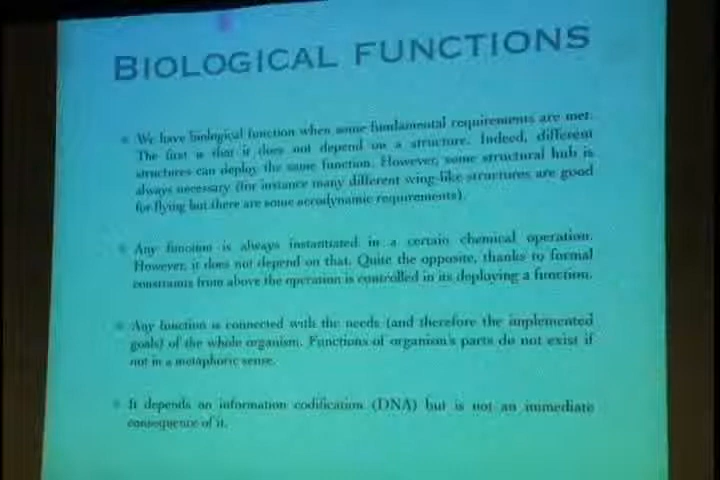 BIOLOGICAL FUNCTIONS
We have biological function when some fundamental requirements are met.
The first is that it does not depend on a structure. Indeed, different
structures can deploy the same function. However, some structural hub is
always necessary (for instance many different wing-like structures are good
for flying but there are some aerodynamic requirements).
Any function is always instantiated in a certain chemical operation.
However, it does not depend on that. Quite the opposite, thanks to formal
constraints from above the operation is controlled in its deploying a function.
Any function is connected with the needs (and therefore the implemented
goals) of the whole organism. Functions of organism's parts do not exist if
not in a metaphoric sense.
It depends on information codification (DNA) but is not an immediate
consequence of it.